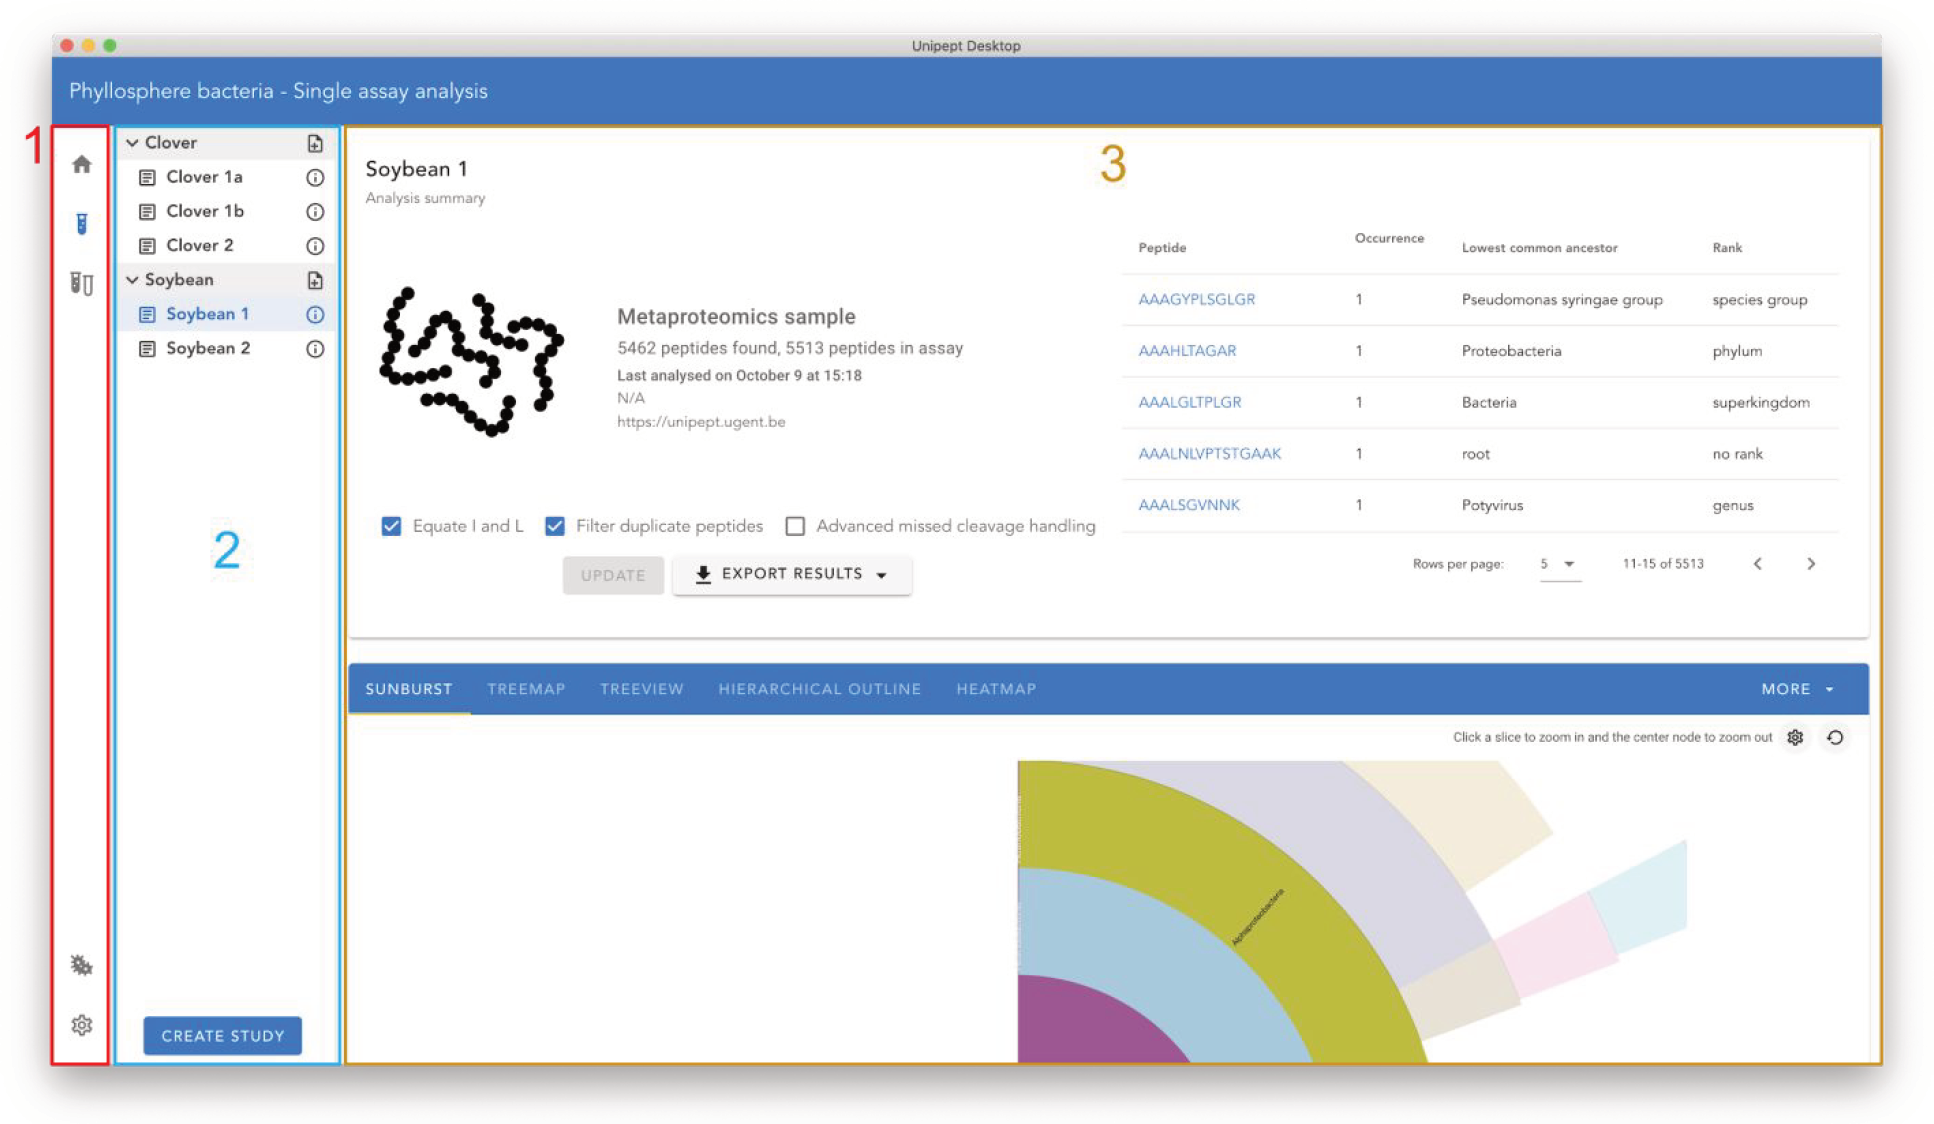 Unipept Desktop
Phyllosphere bacteria - Single assay analysis
1
Clover
Clover 1a
Clover 1b
Clover 2
Soybean
Soybean 1
Soybean 2
2
CREATE STUDY
3
Soybean 1
Analysis summary
Metaproteomics sample
5462 peptides found, 5513 peptides in assay
Last analysed on October 9 at 15:18
N/A
https://unipept.ugent.be
Equate I and L Filter duplicate peptides Advanced missed cleavage handling
UPDATE EXPORT RESULTS
Peptide Occurrence Lowest common ancestor Rank
AAAGYPLSGLGR 1 Pseudomonas syringae group species group
AAAHLTAGAR 1 Proteobacteria phylum
AAALGLTPLGR 1 Bacteria superkingdom
AAALNLVPTSTGAAK 1 root no rank
AAALSGVNNK 1 Potyvirus genus
Rows per page: 5 11-15 of 5513
SUNBURST TREEMAP TREEVIEW HIERARCHICAL OUTLINE HEATMAP MORE
Click a slice to zoom in and the center node to zoom out
Alphaproteobacteria